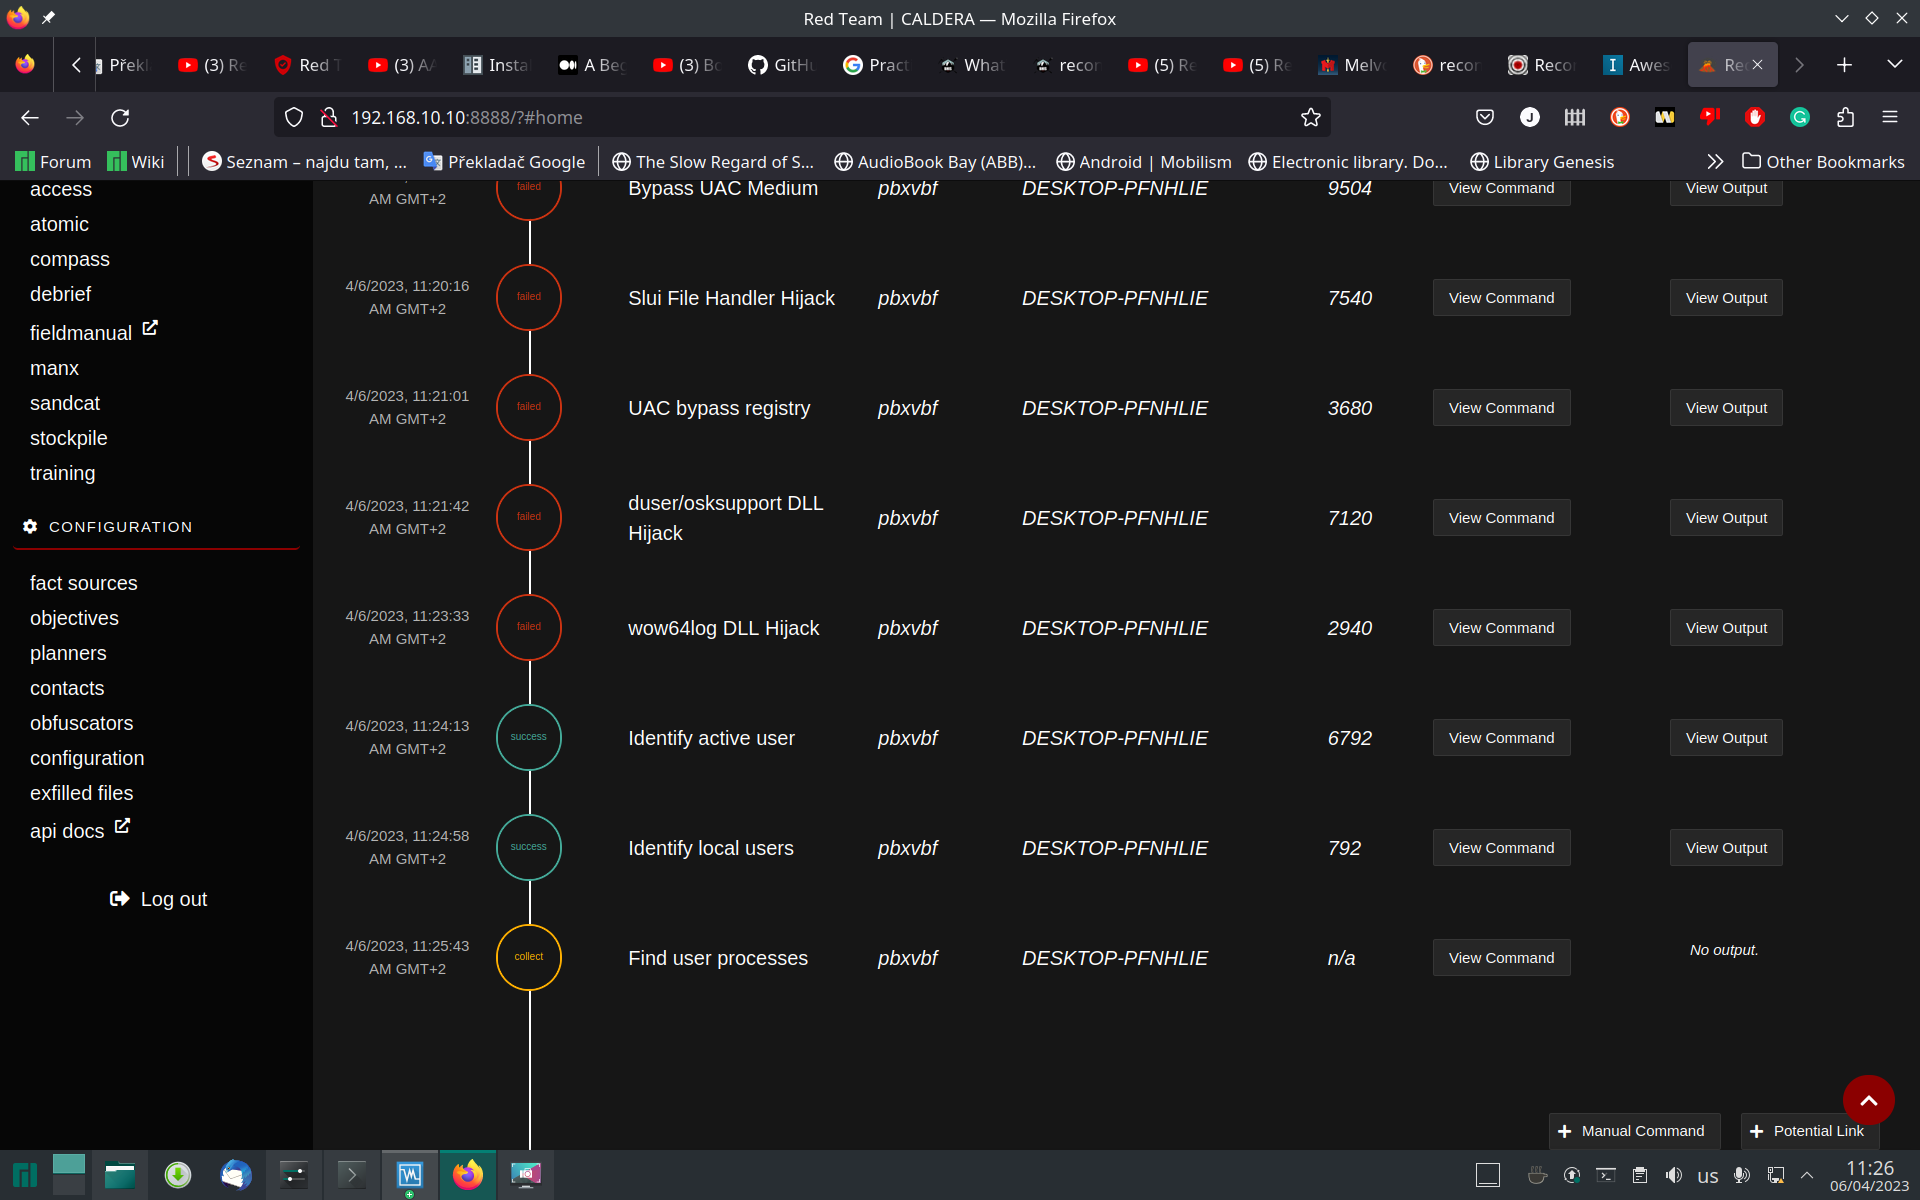 Red Team | CALDERA — Mozilla Firefox
Překl (3) Re Red T (3) AA Insta A Beg (3) Bo GitHu Pract What recor (5) Re (5) Re Melvo recor Recor Awes Rec
192.168.10.10:8888/?#home
Forum Wiki Seznam – najdu tam, ... Překladač Google The Slow Regard of S... AudioBook Bay (ABB)... Android | Mobilism Electronic library. Do... Library Genesis Other Bookmarks
access
atomic
compass
debrief
fieldmanual
manx
sandcat
stockpile
training
CONFIGURATION
fact sources
objectives
planners
contacts
obfuscators
configuration
exfilled files
api docs
Log out
AM GMT+2 failed Bypass UAC Medium pbxvbf DESKTOP-PFNHLIE 9504 View Command View Output
4/6/2023, 11:20:16
AM GMT+2 failed Slui File Handler Hijack pbxvbf DESKTOP-PFNHLIE 7540 View Command View Output
4/6/2023, 11:21:01
AM GMT+2 failed UAC bypass registry pbxvbf DESKTOP-PFNHLIE 3680 View Command View Output
4/6/2023, 11:21:42
AM GMT+2 failed duser/osksupport DLL
Hijack pbxvbf DESKTOP-PFNHLIE 7120 View Command View Output
4/6/2023, 11:23:33
AM GMT+2 failed wow64log DLL Hijack pbxvbf DESKTOP-PFNHLIE 2940 View Command View Output
4/6/2023, 11:24:13
AM GMT+2 success Identify active user pbxvbf DESKTOP-PFNHLIE 6792 View Command View Output
4/6/2023, 11:24:58
AM GMT+2 success Identify local users pbxvbf DESKTOP-PFNHLIE 792 View Command View Output
4/6/2023, 11:25:43
AM GMT+2 collect Find user processes pbxvbf DESKTOP-PFNHLIE n/a View Command No output.
Manual Command Potential Link
us 11:26
06/04/2023